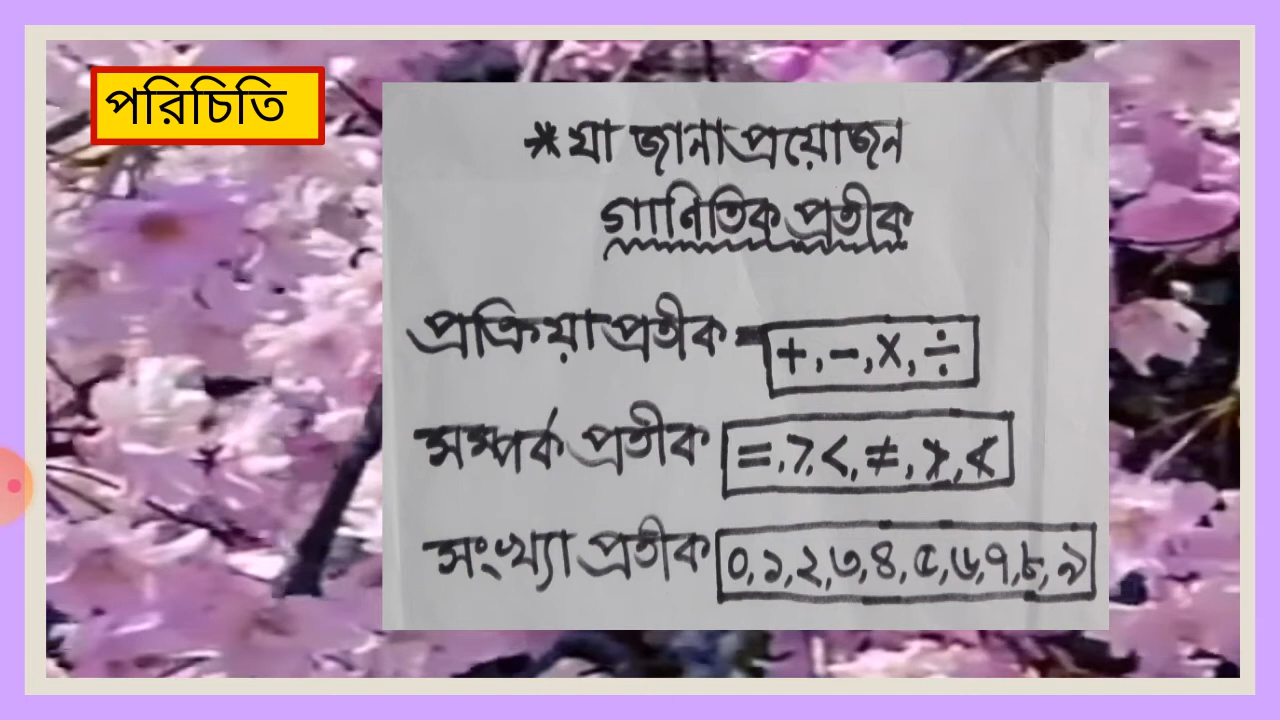 পরিচিতি
*যা জানা প্রয়োজন
গাণিতিক প্রতীক
প্রক্রিয়া প্রতীক - +, −, ×, ÷
সম্পর্ক প্রতীক =, >, <, ≠, ≯, ≮
সংখ্যা প্রতীক ০, ১, ২, ৩, ৪, ৫, ৬, ৭, ৮, ৯